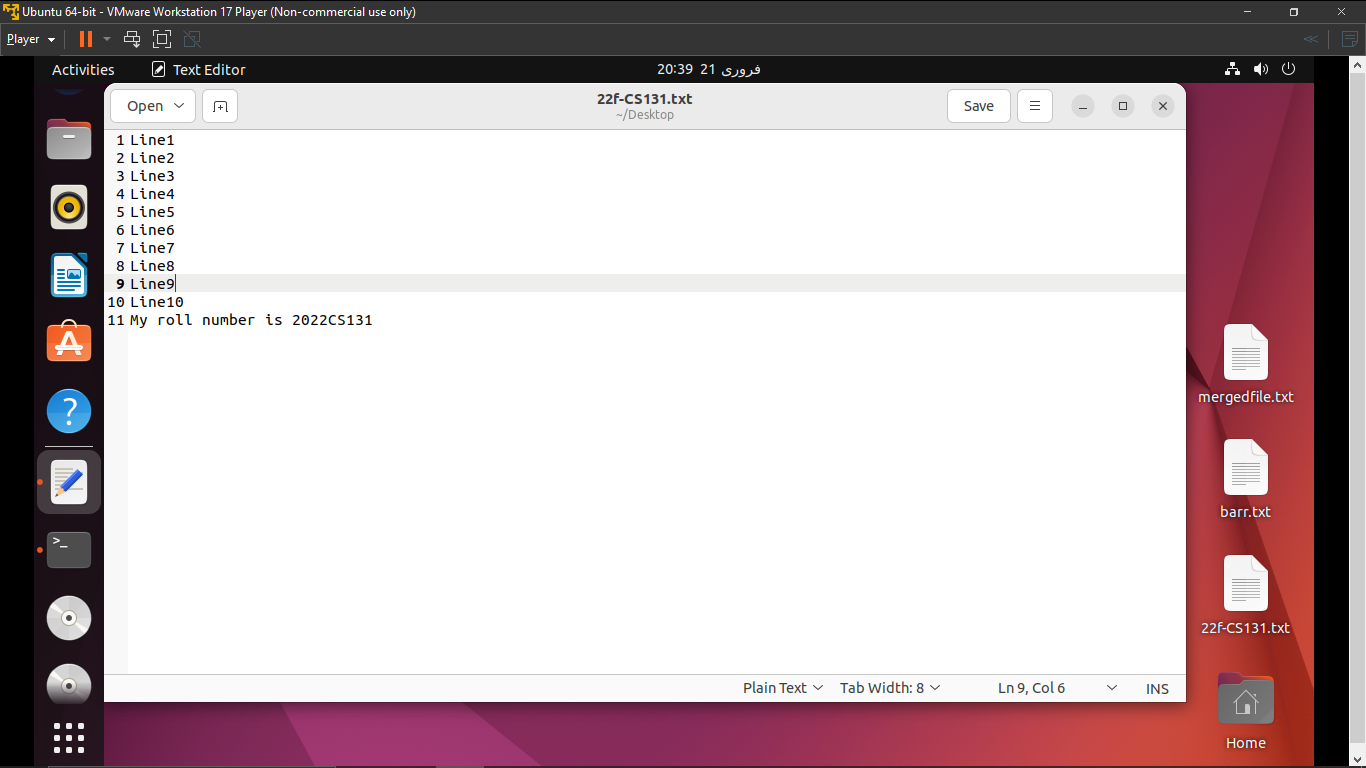 Ubuntu 64-bit - VMware Workstation 17 Player (Non-commercial use only)
Player
Activities
Text Editor
20:39 21 فروری
Open
22f-CS131.txt
~/Desktop
Save
1 Line1
2 Line2
3 Line3
4 Line4
5 Line5
6 Line6
7 Line7
8 Line8
9 Line9
10 Line10
11 My roll number is 2022CS131
mergedfile.txt
barr.txt
22f-CS131.txt
Home
Plain Text
Tab Width: 8
Ln 9, Col 6
INS